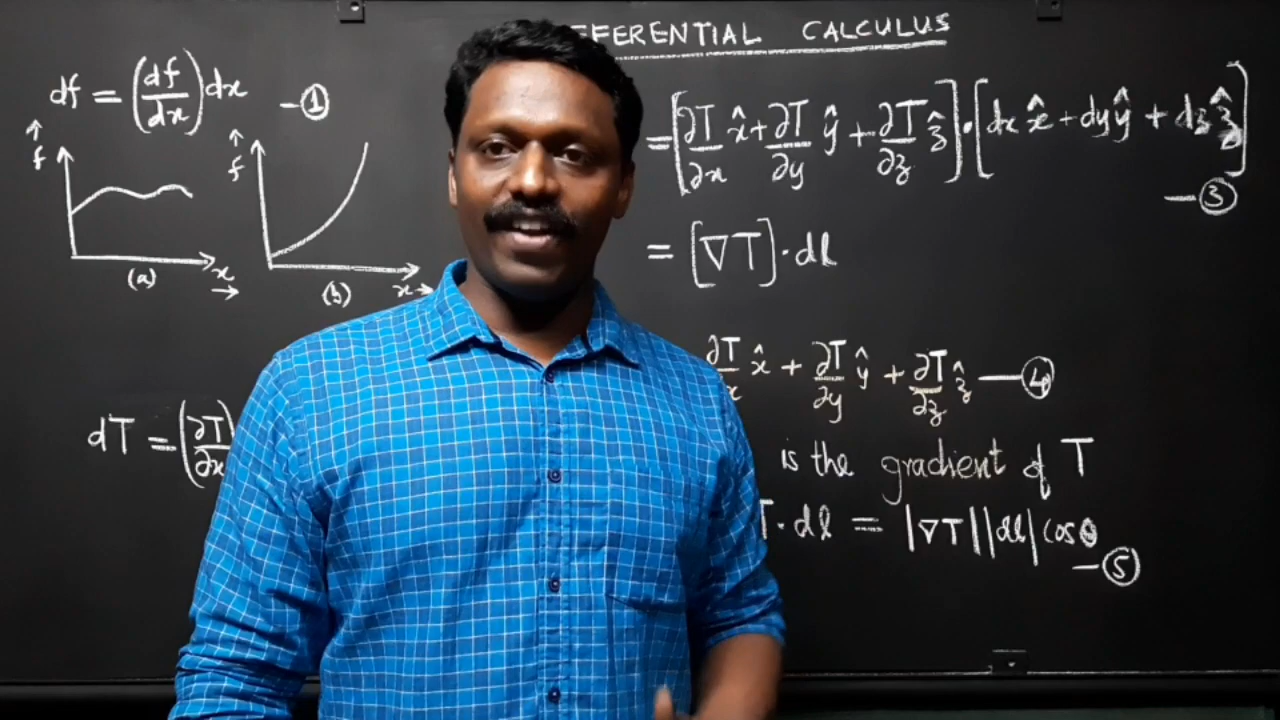 FERENTIAL CALCULUS
df = (df/dx) dx -①
f
x
(a)
f
x
(b)
dT = (∂T/∂x
= [∂T/∂x x̂ + ∂T/∂y ŷ + ∂T/∂z ẑ] · [dx x̂ + dy ŷ + dz ẑ]
-③
= [∇T] · dl
∂T/x x̂ + ∂T/∂y ŷ + ∂T/∂z ẑ —④
is the gradient of T
T · dl = |∇T||dl| cosθ
-⑤